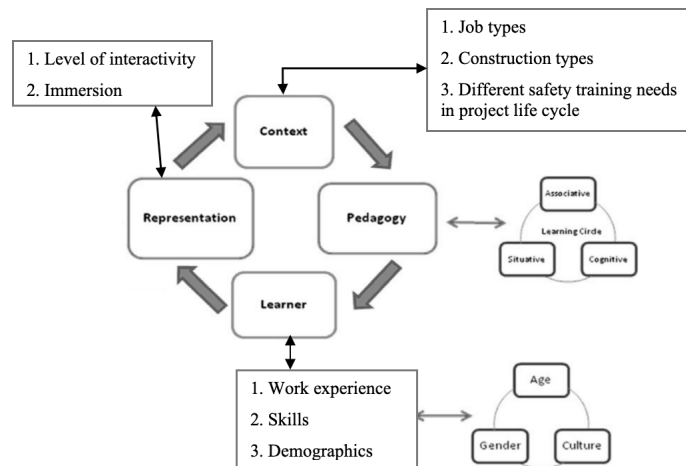 1. Level of interactivity
2. Immersion
1. Job types
2. Construction types
3. Different safety training needs
in project life cycle
Context
Representation
Pedagogy
Learner
Associative
Learning Circle
Situative
Cognitive
1. Work experience
2. Skills
3. Demographics
Age
Gender
Culture